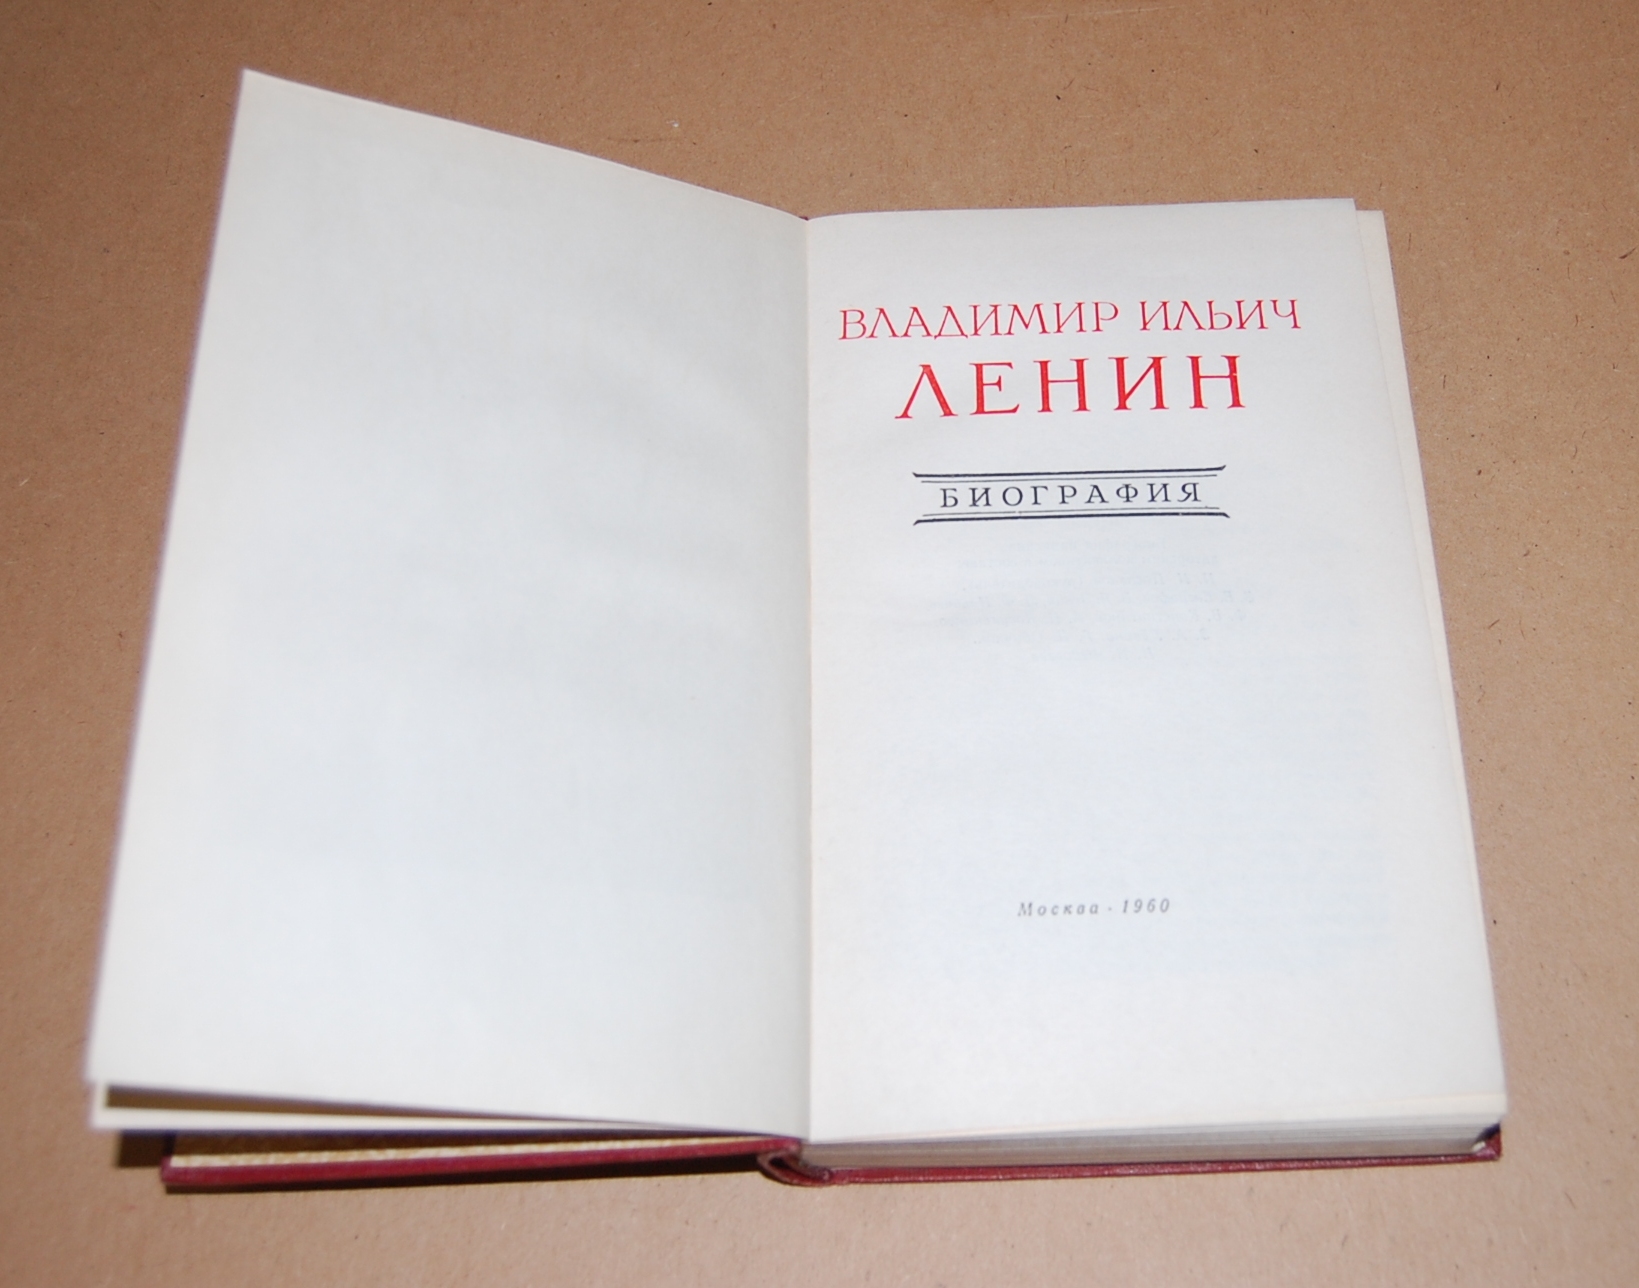 ВЛАДИМИР ИЛЬИЧ
ЛЕНИН
БИОГРАФИЯ
Москва · 1960